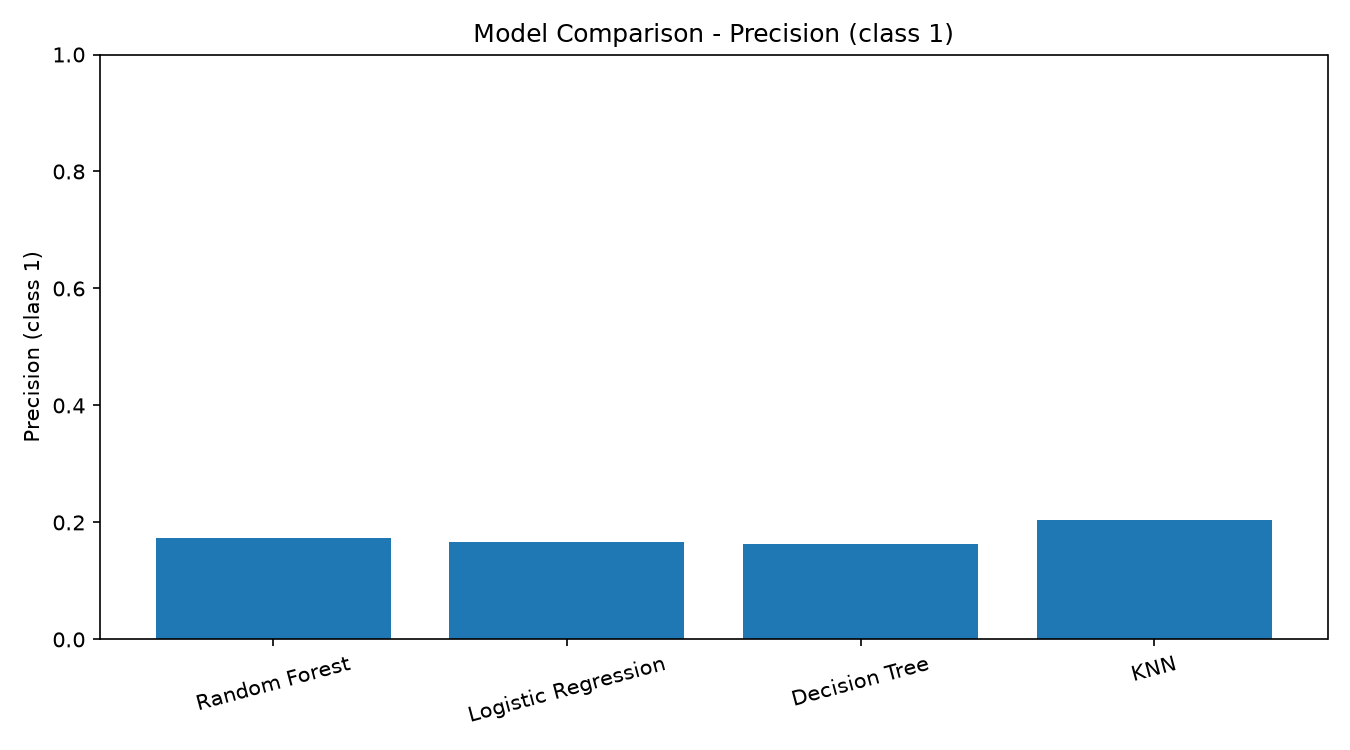 Model Comparison - Precision (class 1)
Precision (class 1)
1.0
0.8
0.6
0.4
0.2
0.0
Random Forest
Logistic Regression
Decision Tree
KNN